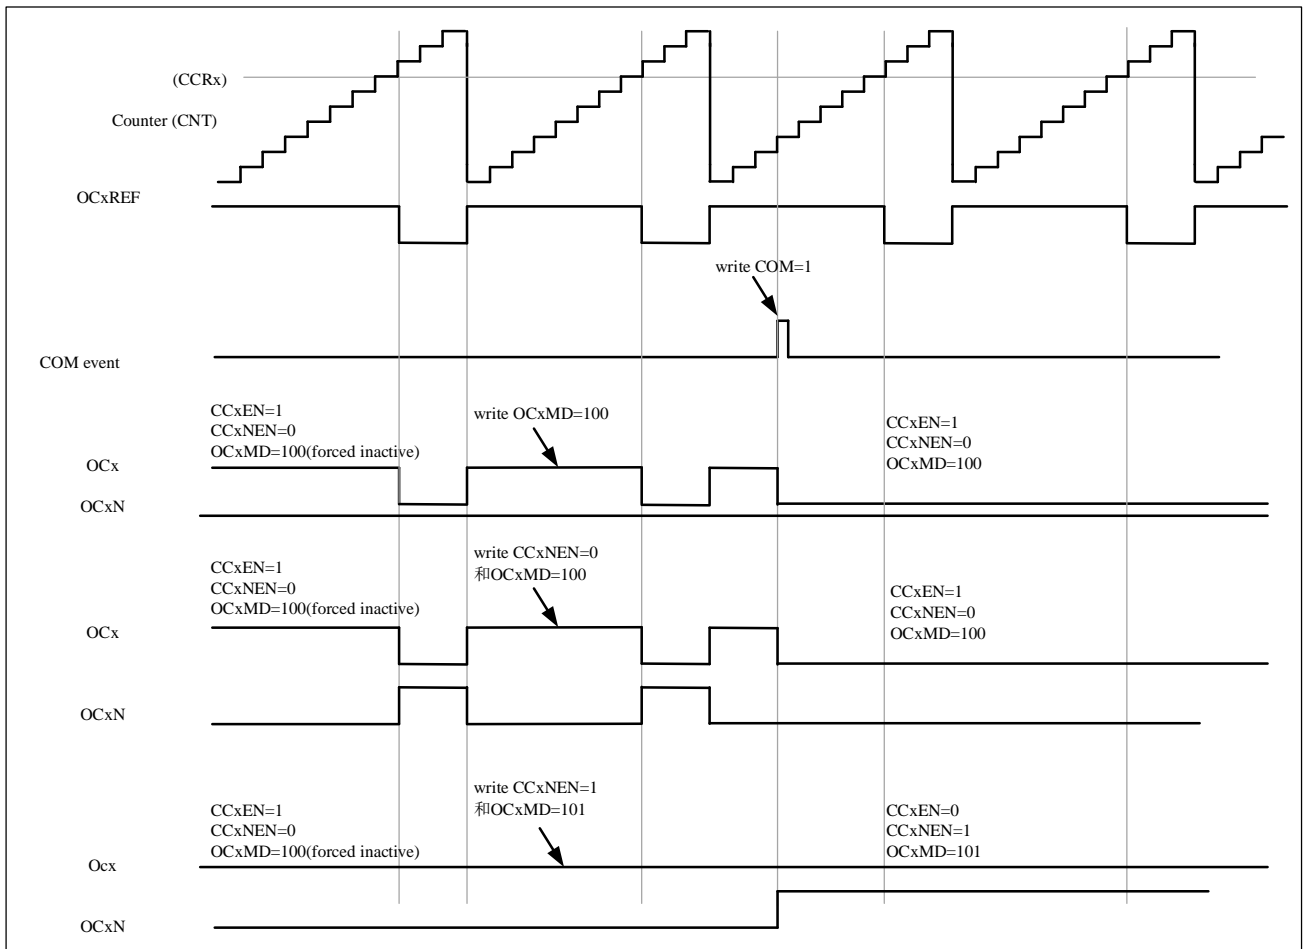 (CCRx)
Counter (CNT)
OCxREF
write COM=1
COM event
CCxEN=1
CCxNEN=0
OCxMD=100(forced inactive)
write OCxMD=100
CCxEN=1
CCxNEN=0
OCxMD=100
OCx
OCxN
CCxEN=1
CCxNEN=0
OCxMD=100(forced inactive)
write CCxNEN=0
和OCxMD=100
CCxEN=1
CCxNEN=0
OCxMD=100
OCx
OCxN
CCxEN=1
CCxNEN=0
OCxMD=100(forced inactive)
write CCxNEN=1
和OCxMD=101
CCxEN=0
CCxNEN=1
OCxMD=101
Ocx
OCxN